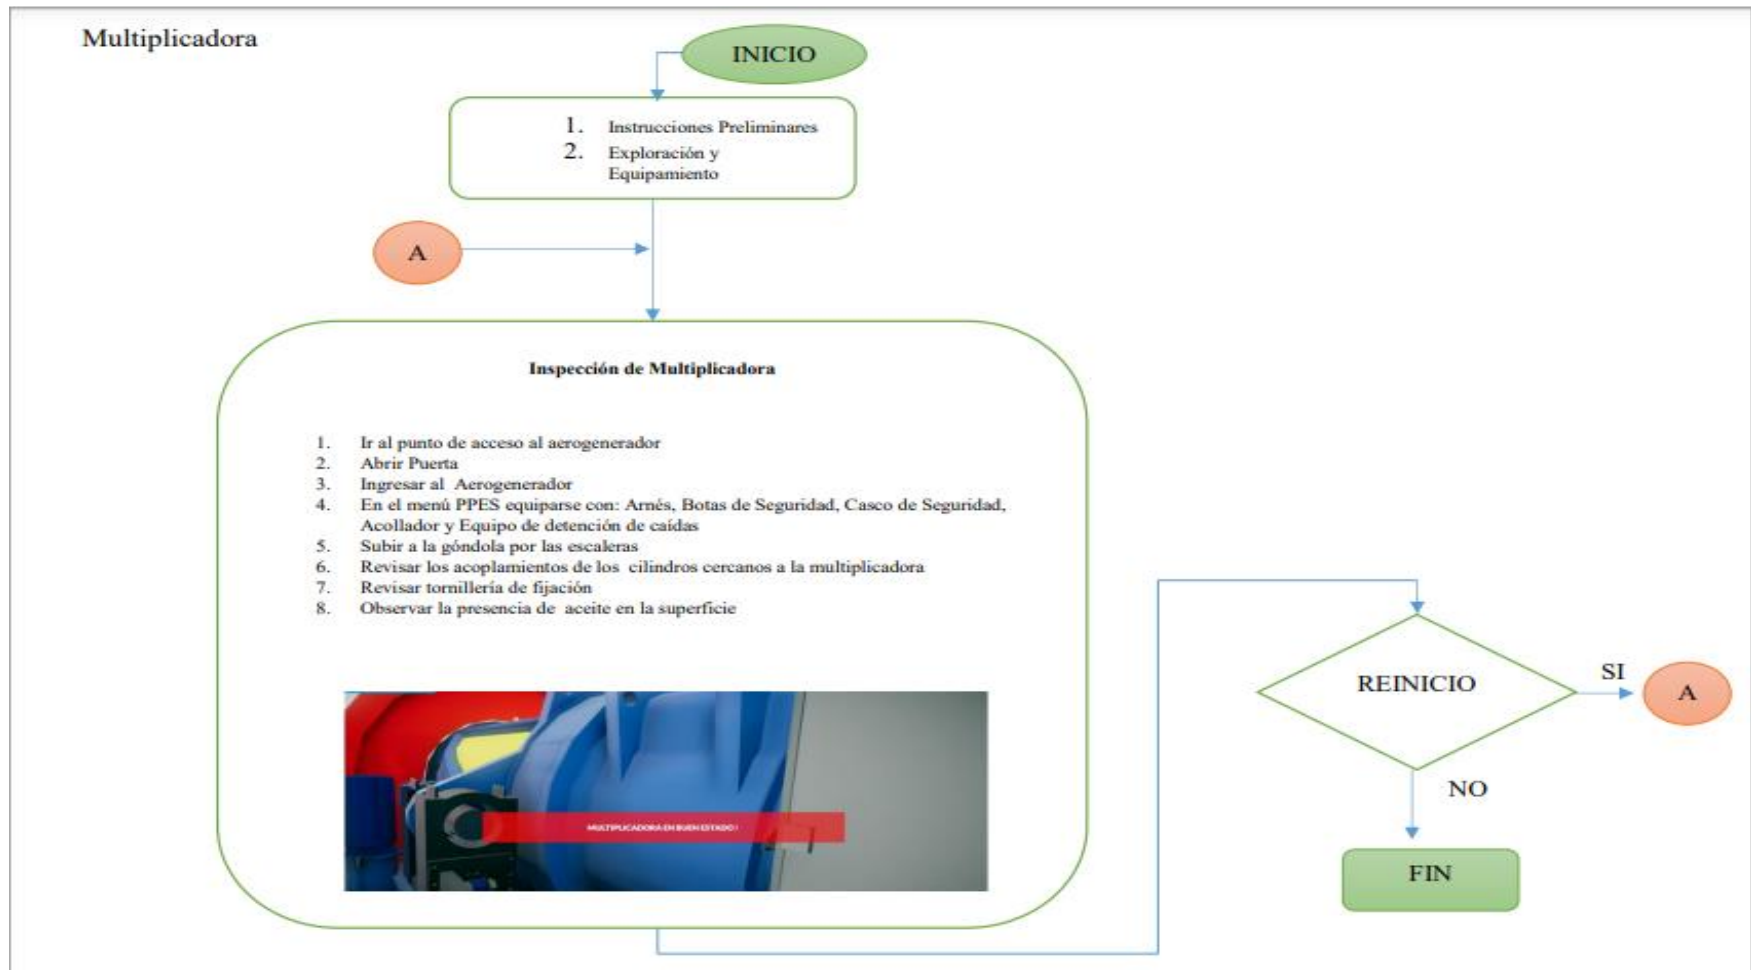 Multiplicadora
INICIO
1. Instrucciones Preliminares
2. Exploración y
Equipamiento
A
Inspección de Multiplicadora
1. Ir al punto de acceso al aerogenerador
2. Abrir Puerta
3. Ingresar al Aerogenerador
4. En el menú PPES equiparse con: Arnés, Botas de Seguridad, Casco de Seguridad,
Acollador y Equipo de detención de caídas
5. Subir a la góndola por las escaleras
6. Revisar los acoplamientos de los cilindros cercanos a la multiplicadora
7. Revisar tornillería de fijación
8. Observar la presencia de aceite en la superficie
MULTIPLICADORA EN BUEN ESTADO !
REINICIO
SI
A
NO
FIN